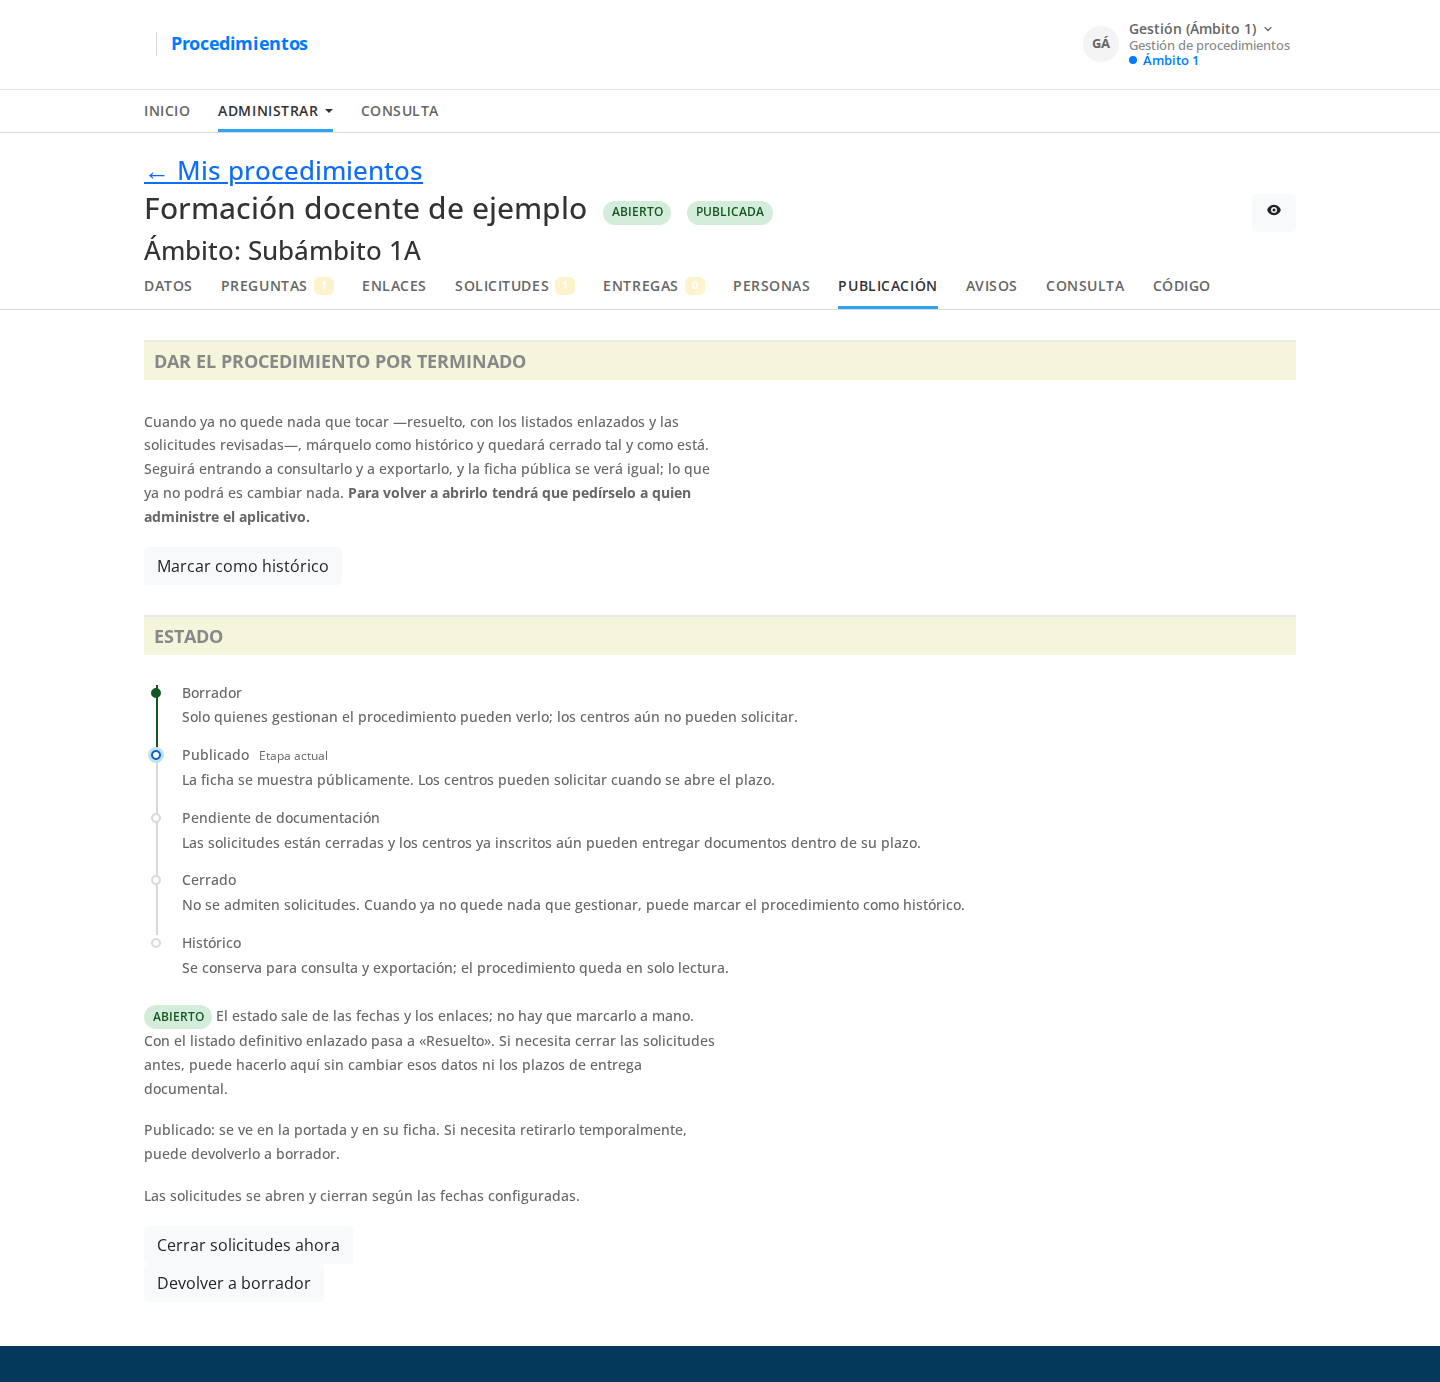 Procedimientos
GÁ
Gestión (Ámbito 1)
Gestión de procedimientos
Ámbito 1
INICIO ADMINISTRAR CONSULTA
← Mis procedimientos
Formación docente de ejemplo ABIERTO PUBLICADA
Ámbito: Subámbito 1A
DATOS PREGUNTAS 1 ENLACES SOLICITUDES 1 ENTREGAS 0 PERSONAS PUBLICACIÓN AVISOS CONSULTA CÓDIGO
DAR EL PROCEDIMIENTO POR TERMINADO
Cuando ya no quede nada que tocar —resuelto, con los listados enlazados y las
solicitudes revisadas—, márquelo como histórico y quedará cerrado tal y como está.
Seguirá entrando a consultarlo y a exportarlo, y la ficha pública se verá igual; lo que
ya no podrá es cambiar nada. Para volver a abrirlo tendrá que pedírselo a quien
administre el aplicativo.
Marcar como histórico
ESTADO
Borrador
Solo quienes gestionan el procedimiento pueden verlo; los centros aún no pueden solicitar.
Publicado Etapa actual
La ficha se muestra públicamente. Los centros pueden solicitar cuando se abre el plazo.
Pendiente de documentación
Las solicitudes están cerradas y los centros ya inscritos aún pueden entregar documentos dentro de su plazo.
Cerrado
No se admiten solicitudes. Cuando ya no quede nada que gestionar, puede marcar el procedimiento como histórico.
Histórico
Se conserva para consulta y exportación; el procedimiento queda en solo lectura.
ABIERTO El estado sale de las fechas y los enlaces; no hay que marcarlo a mano.
Con el listado definitivo enlazado pasa a «Resuelto». Si necesita cerrar las solicitudes
antes, puede hacerlo aquí sin cambiar esos datos ni los plazos de entrega
documental.
Publicado: se ve en la portada y en su ficha. Si necesita retirarlo temporalmente,
puede devolverlo a borrador.
Las solicitudes se abren y cierran según las fechas configuradas.
Cerrar solicitudes ahora
Devolver a borrador